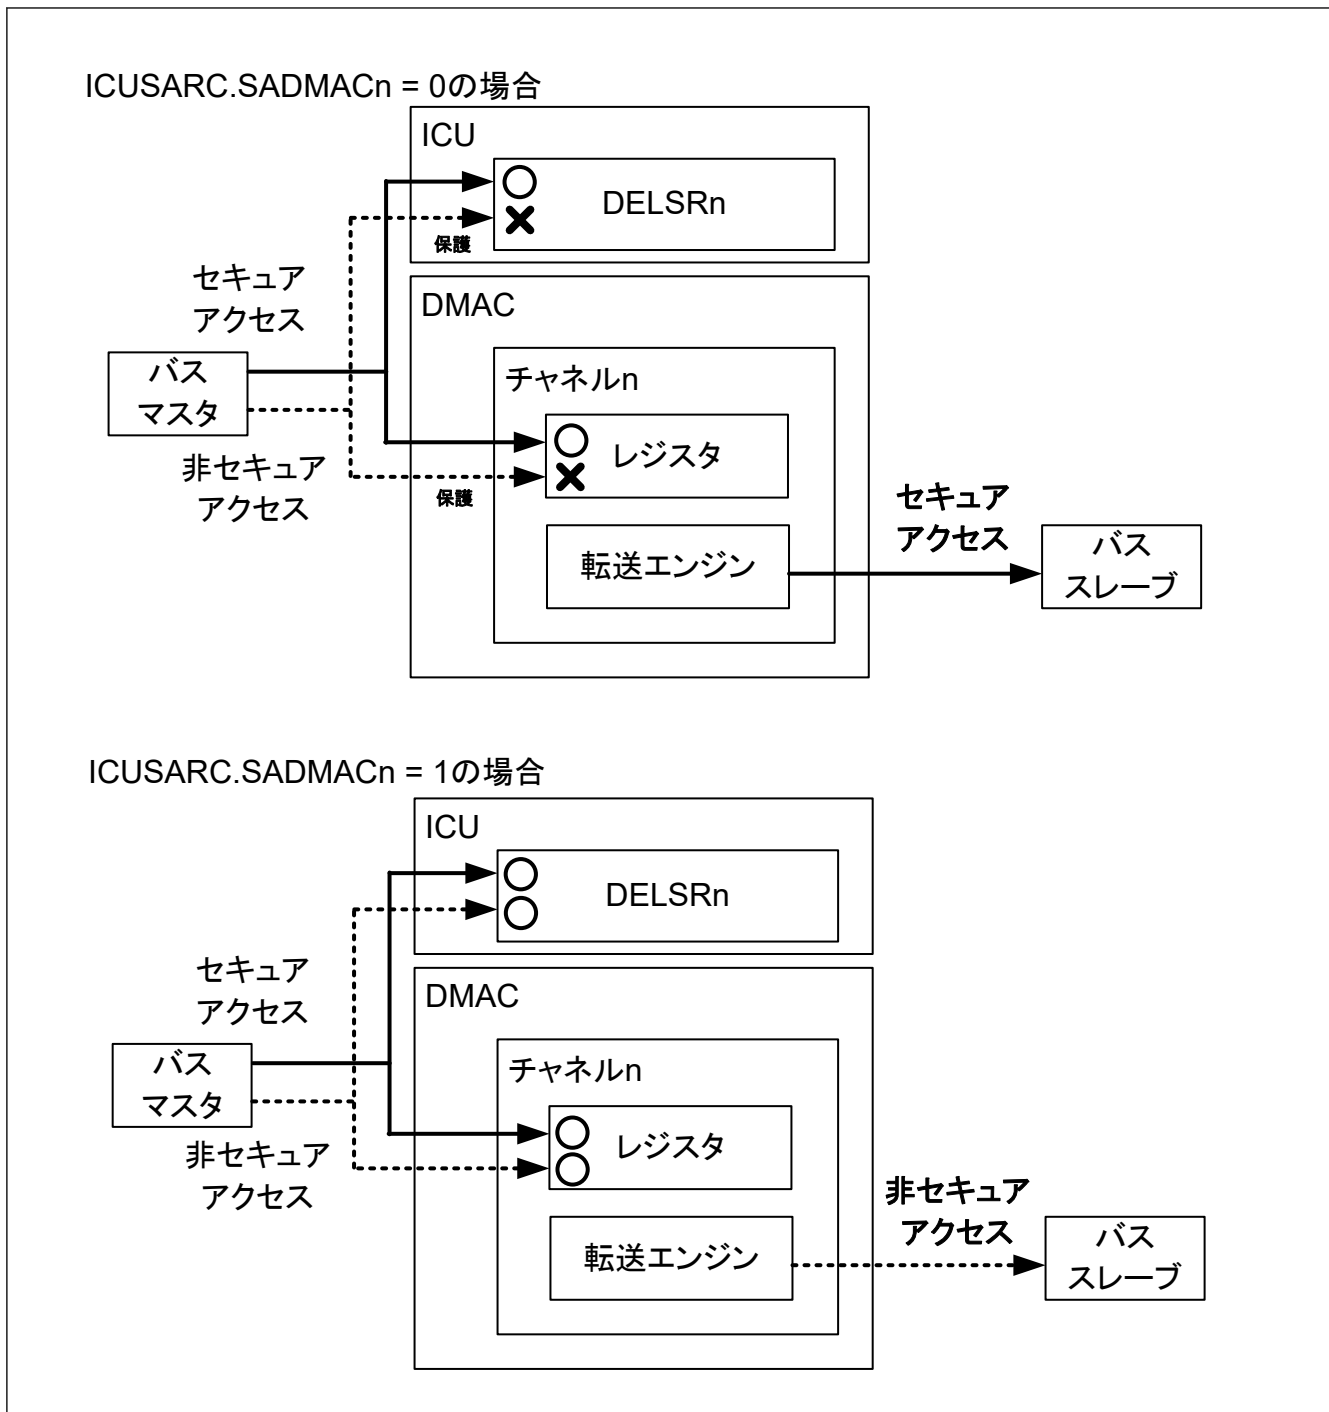 ICUSARC.SADMACn = 0の場合
ICU
DELSRn
保護
セキュア
アクセス
DMAC
バス
マスタ
チャネルn
レジスタ
非セキュア
アクセス
保護
転送エンジン
セキュア
アクセス
バス
スレーブ
ICUSARC.SADMACn = 1の場合
ICU
DELSRn
セキュア
アクセス
DMAC
バス
マスタ
チャネルn
レジスタ
非セキュア
アクセス
転送エンジン
非セキュア
アクセス
バス
スレーブ